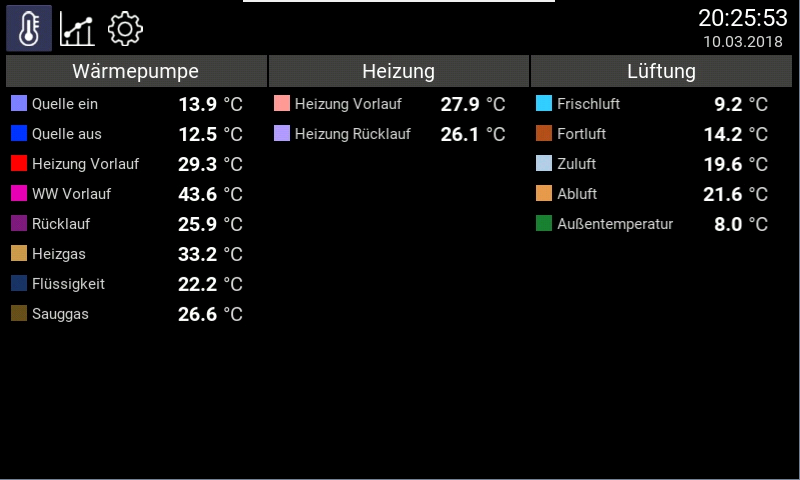 20:25:53
10.03.2018
Wärmepumpe
Quelle ein 13.9 °C
Quelle aus 12.5 °C
Heizung Vorlauf 29.3 °C
WW Vorlauf 43.6 °C
Rücklauf 25.9 °C
Heizgas 33.2 °C
Flüssigkeit 22.2 °C
Sauggas 26.6 °C
Heizung
Heizung Vorlauf 27.9 °C
Heizung Rücklauf 26.1 °C
Lüftung
Frischluft 9.2 °C
Fortluft 14.2 °C
Zuluft 19.6 °C
Abluft 21.6 °C
Außentemperatur 8.0 °C